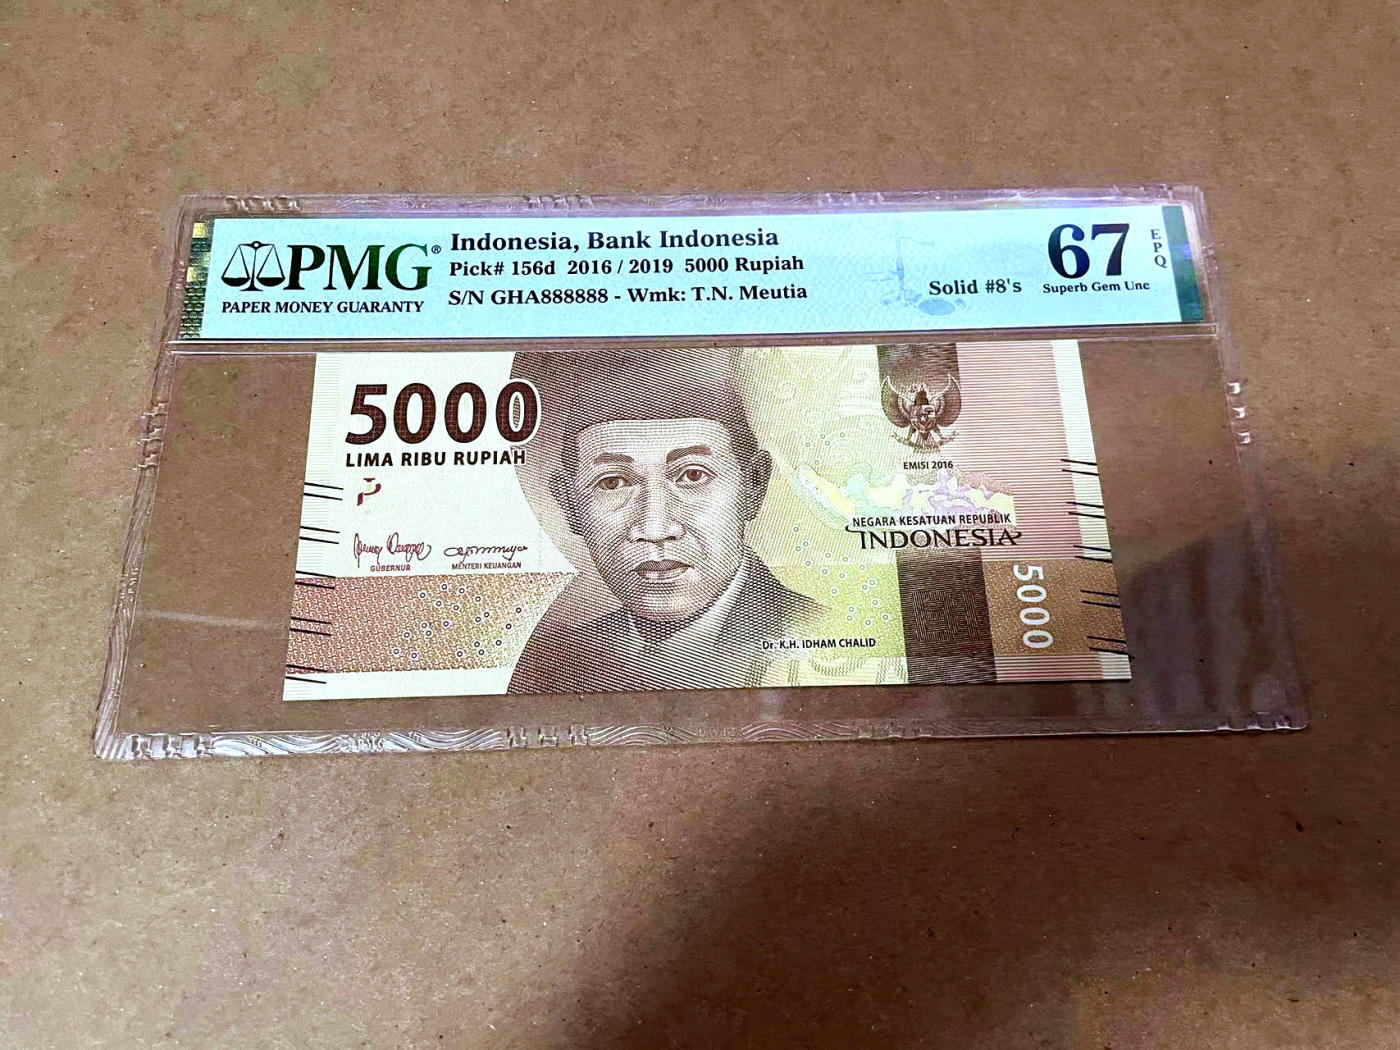 PMG®
PAPER MONEY GUARANTY
Indonesia, Bank Indonesia
Pick# 156d 2016 / 2019 5000 Rupiah
S/N GHA888888 - Wmk: T.N. Meutia
Solid #8's
67
EPQ
Superb Gem Unc
5000
LIMA RIBU RUPIAH
GUBERNUR
MENTERI KEUANGAN
EMISI 2016
NEGARA KESATUAN REPUBLIK
INDONESIA
5000
Dr. K.H. IDHAM CHALID